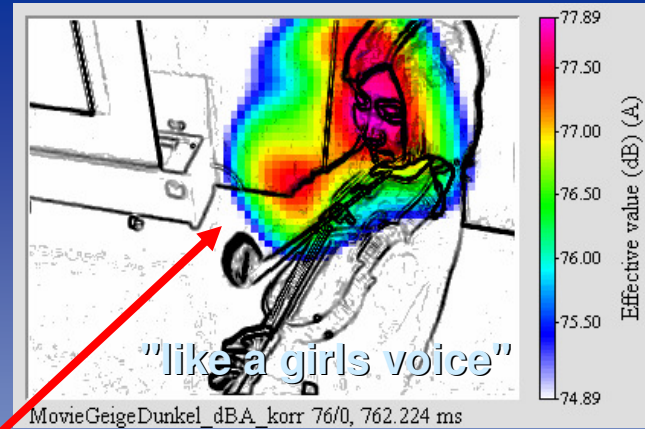 77.89
77.50
77.00
76.50
76.00
75.50
74.89
Effective value (dB) (A)
"like a girls voice"
MovieGeigeDunkel_dBA_korr 76/0, 762.224 ms